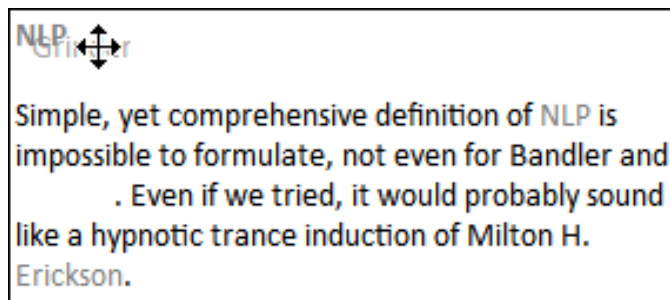 NLP
Simple, yet comprehensive definition of NLP is
impossible to formulate, not even for Bandler and
. Even if we tried, it would probably sound
like a hypnotic trance induction of Milton H.
Erickson.